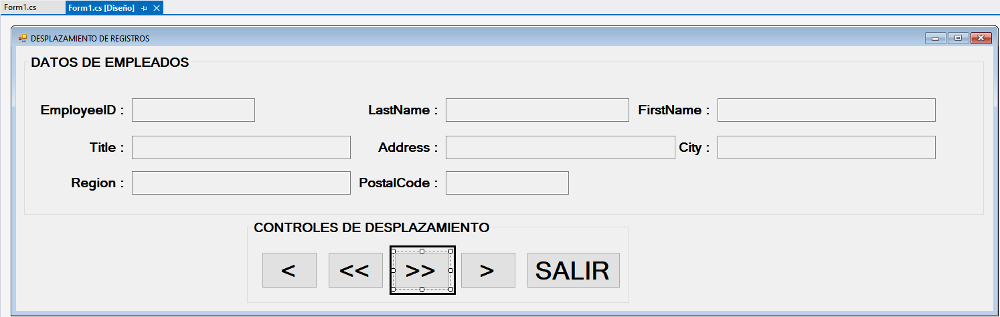 Form1.cs Form1.cs [Diseño]
DESPLAZAMIENTO DE REGISTROS
DATOS DE EMPLEADOS
EmployeeID : LastName : FirstName :
Title : Address : City :
Region : PostalCode :
CONTROLES DE DESPLAZAMIENTO
< << >> > SALIR